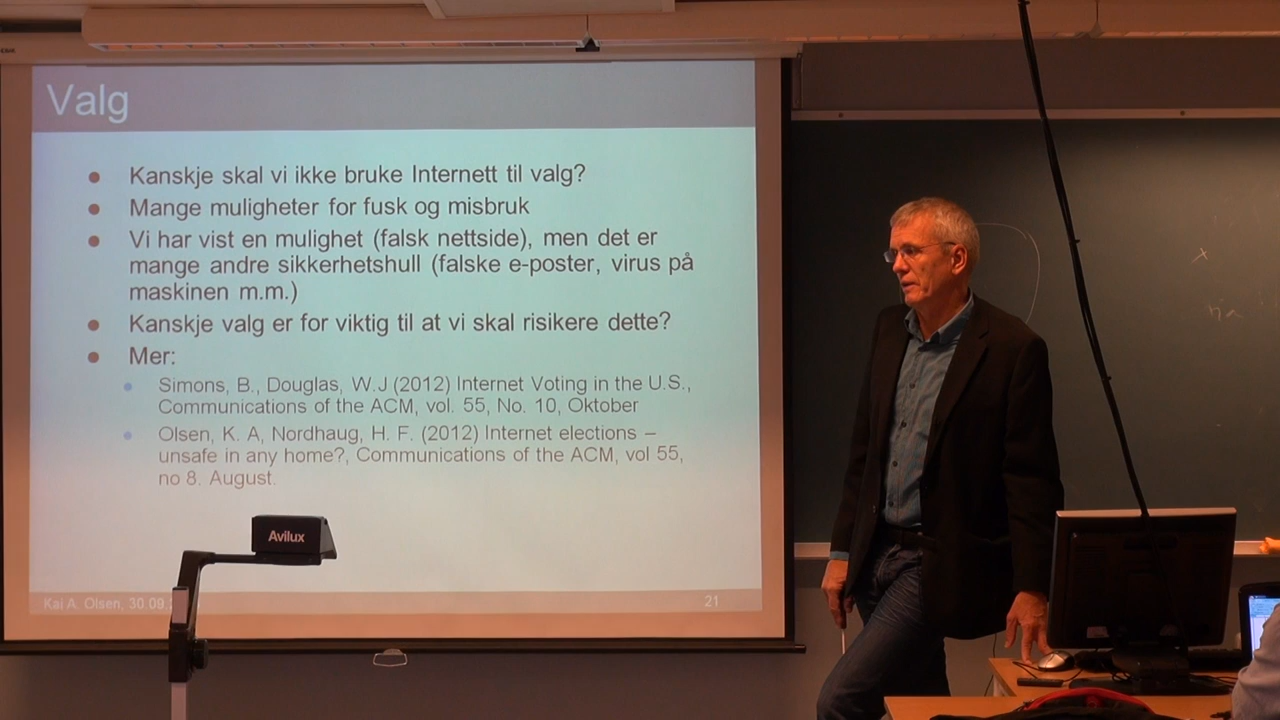 Valg
Kanskje skal vi ikke bruke Internett til valg?
Mange muligheter for fusk og misbruk
Vi har vist en mulighet (falsk nettside), men det er
mange andre sikkerhetshull (falske e-poster, virus på
maskinen m.m.)
Kanskje valg er for viktig til at vi skal risikere dette?
Mer:
Simons, B., Douglas, W.J (2012) Internet Voting in the U.S.,
Communications of the ACM, vol. 55, No. 10, Oktober
Olsen, K. A, Nordhaug, H. F. (2012) Internet elections –
unsafe in any home?, Communications of the ACM, vol 55,
no 8. August.
Avilux
Kai A. Olsen, 30.09.
21